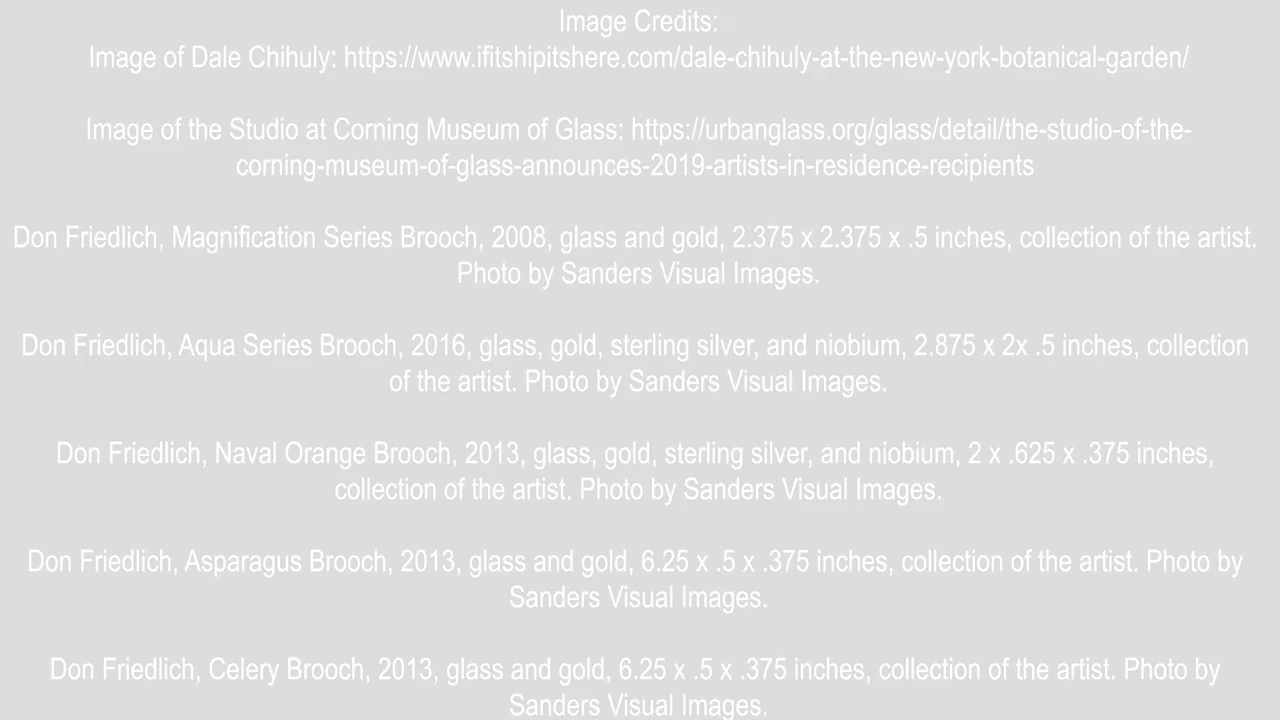 Image Credits:
Image of Dale Chihuly: https://www.ifitshipitshere.com/dale-chihuly-at-the-new-york-botanical-garden/
Image of the Studio at Corning Museum of Glass: https://urbanglass.org/glass/detail/the-studio-of-the-
corning-museum-of-glass-announces-2019-artists-in-residence-recipients
Don Friedlich, Magnification Series Brooch, 2008, glass and gold, 2.375 x 2.375 x .5 inches, collection of the artist.
Photo by Sanders Visual Images.
Don Friedlich, Aqua Series Brooch, 2016, glass, gold, sterling silver, and niobium, 2.875 x 2x .5 inches, collection
of the artist. Photo by Sanders Visual Images.
Don Friedlich, Naval Orange Brooch, 2013, glass, gold, sterling silver, and niobium, 2 x .625 x .375 inches,
collection of the artist. Photo by Sanders Visual Images.
Don Friedlich, Asparagus Brooch, 2013, glass and gold, 6.25 x .5 x .375 inches, collection of the artist. Photo by
Sanders Visual Images.
Don Friedlich, Celery Brooch, 2013, glass and gold, 6.25 x .5 x .375 inches, collection of the artist. Photo by
Sanders Visual Images.